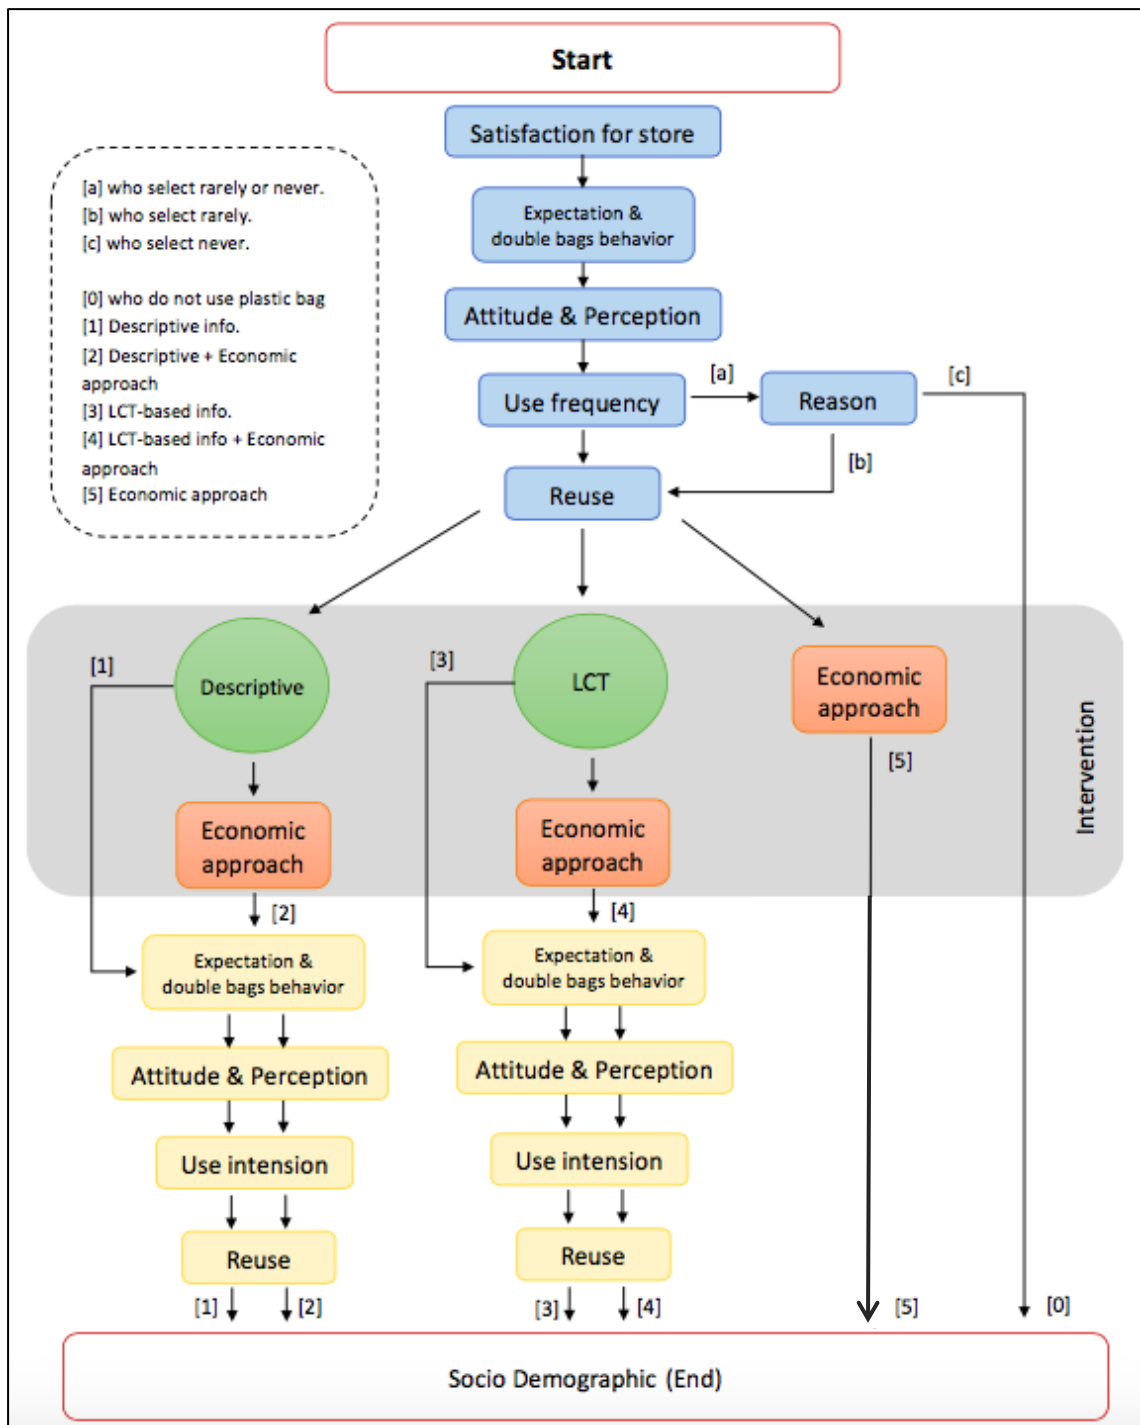 Start
Satisfaction for store
[a] who select rarely or never.
[b] who select rarely.
[c] who select never.
[0] who do not use plastic bag
[1] Descriptive info.
[2] Descriptive + Economic
approach
[3] LCT-based info.
[4] LCT-based info + Economic
approach
[5] Economic approach
Expectation &
double bags behavior
Attitude & Perception
Use frequency
[a]
Reason
[c]
[b]
Reuse
Intervention
[1]
Descriptive
[3]
LCT
Economic
approach
[5]
Economic
approach
Economic
approach
[2]
[4]
Expectation &
double bags behavior
Expectation &
double bags behavior
Attitude & Perception
Attitude & Perception
Use intension
Use intension
Reuse
Reuse
[1]
[2]
[3]
[4]
[5]
[0]
Socio Demographic (End)